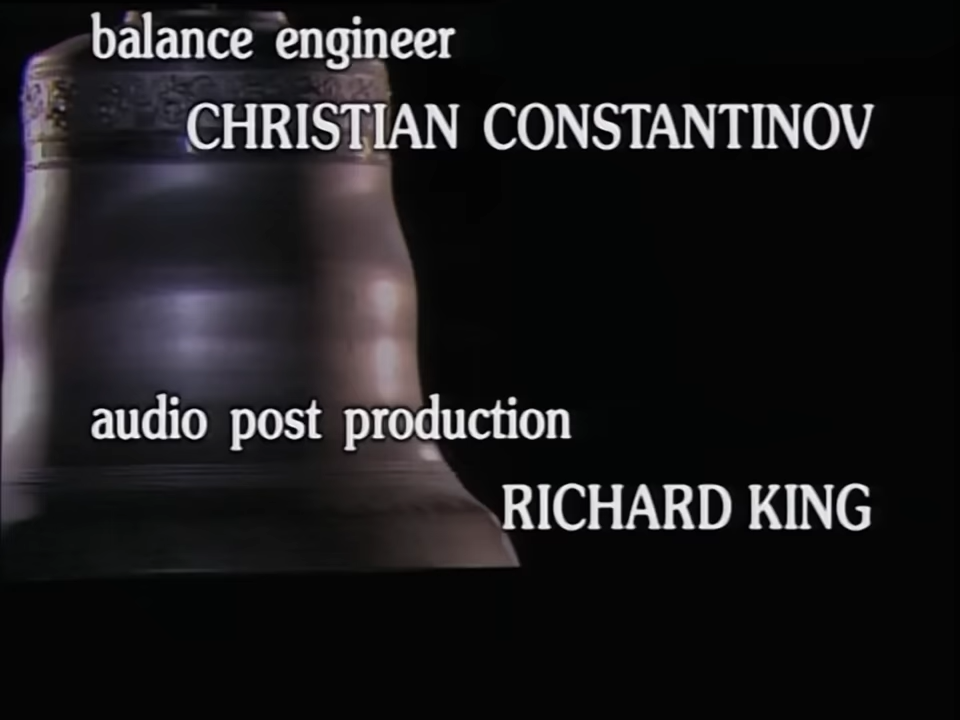 balance engineer
CHRISTIAN CONSTANTINOV
audio post production
RICHARD KING